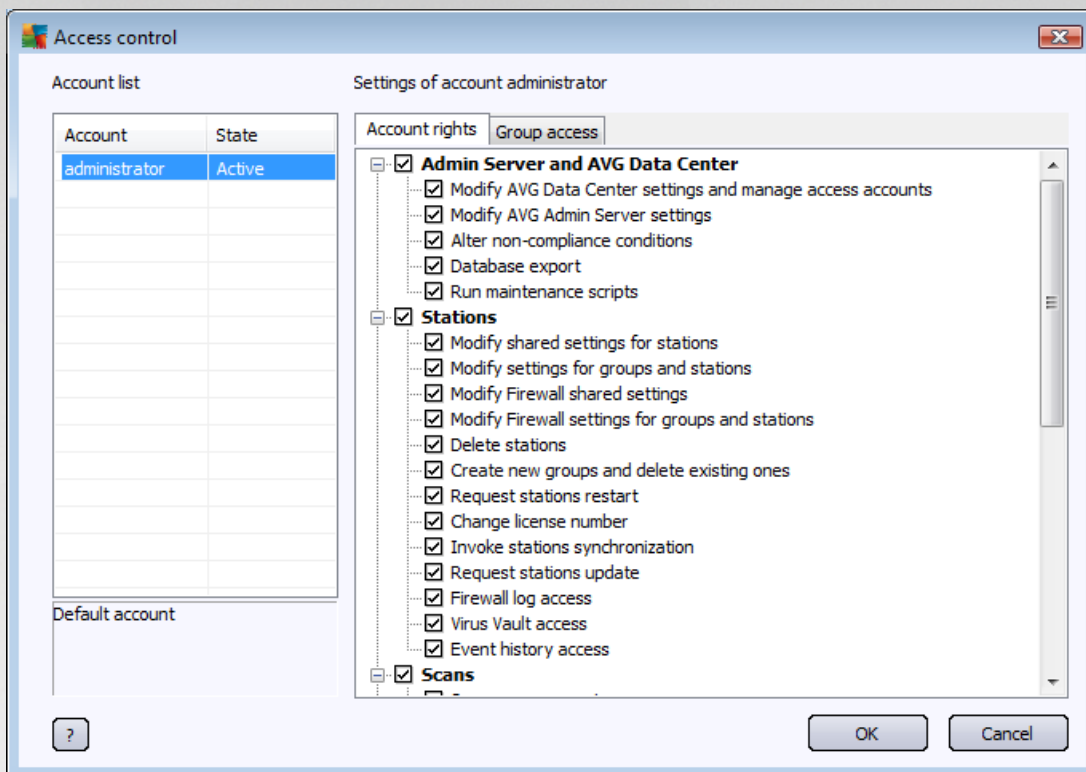 Access control
Account list
Settings of account administrator
Account State
administrator Active
Default account
Account rights Group access
Admin Server and AVG Data Center
Modify AVG Data Center settings and manage access accounts
Modify AVG Admin Server settings
Alter non-compliance conditions
Database export
Run maintenance scripts
Stations
Modify shared settings for stations
Modify settings for groups and stations
Modify Firewall shared settings
Modify Firewall settings for groups and stations
Delete stations
Create new groups and delete existing ones
Request stations restart
Change license number
Invoke stations synchronization
Request stations update
Firewall log access
Virus Vault access
Event history access
Scans
?
OK
Cancel